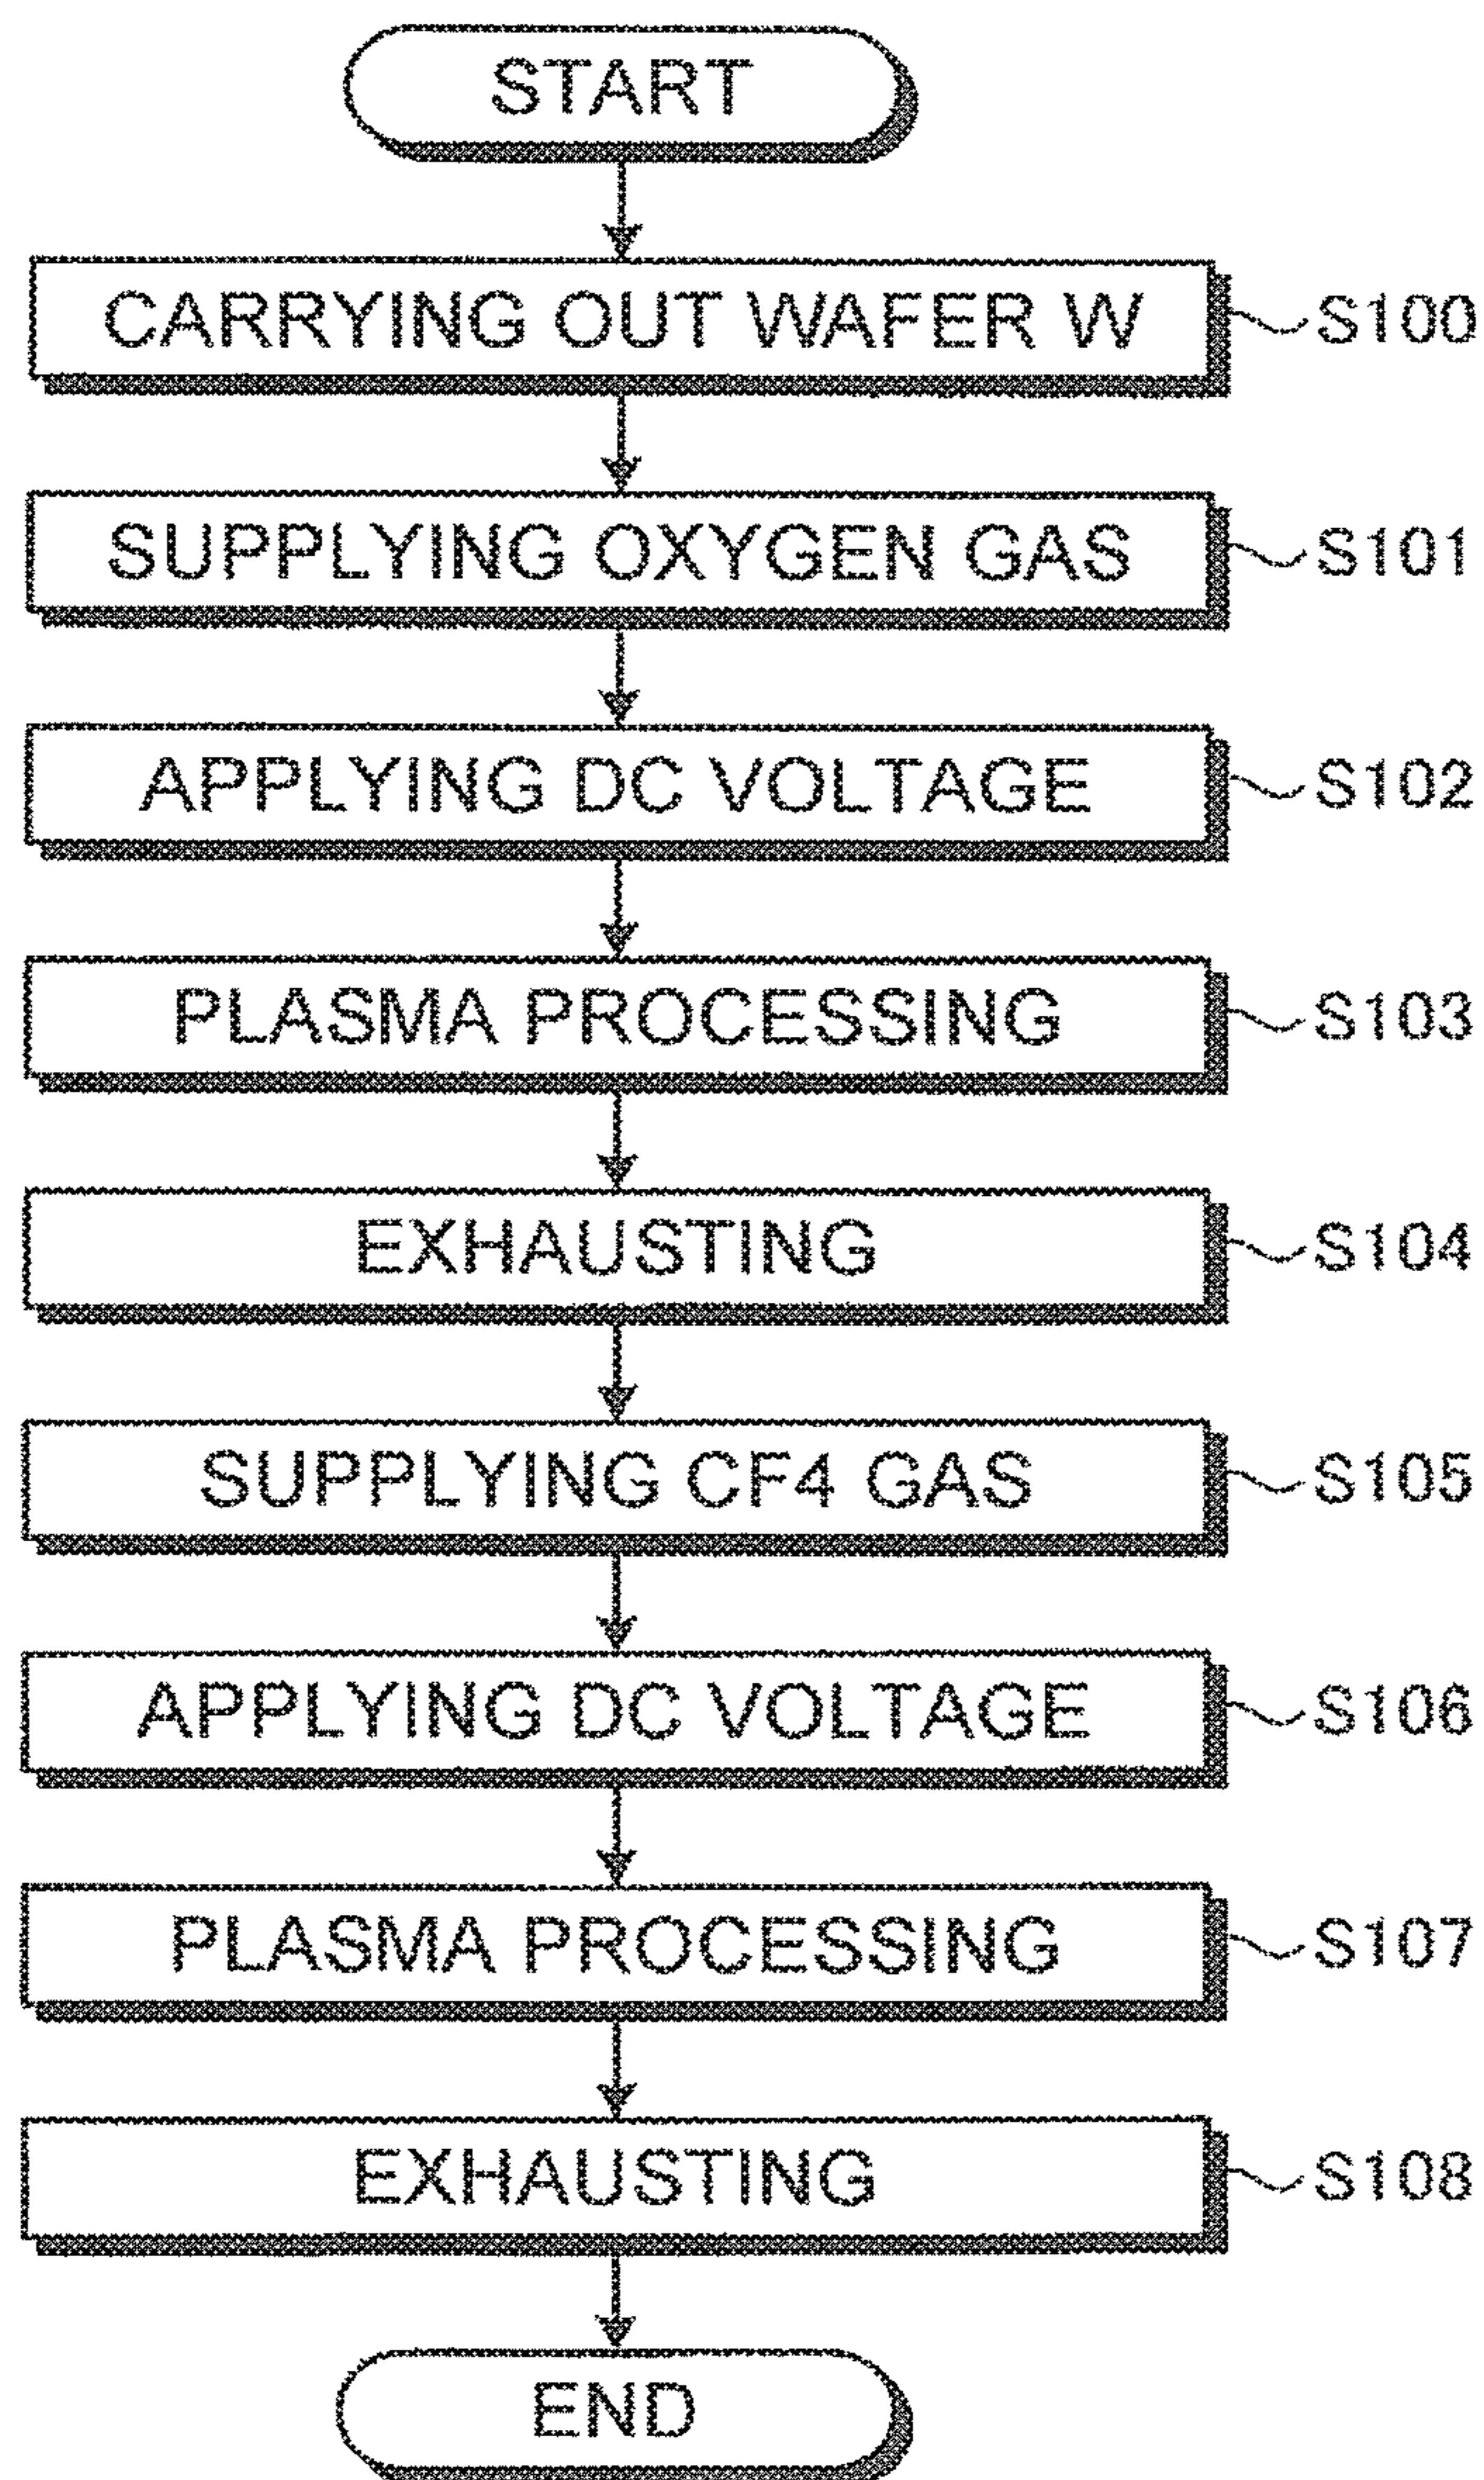 START
CARRYING OUT WAFER W
S100
SUPPLYING OXYGEN GAS
S101
APPLYING DC VOLTAGE
S102
PLASMA PROCESSING
S103
EXHAUSTING
S104
SUPPLYING CF4 GAS
S105
APPLYING DC VOLTAGE
S106
PLASMA PROCESSING
S107
EXHAUSTING
S108
END